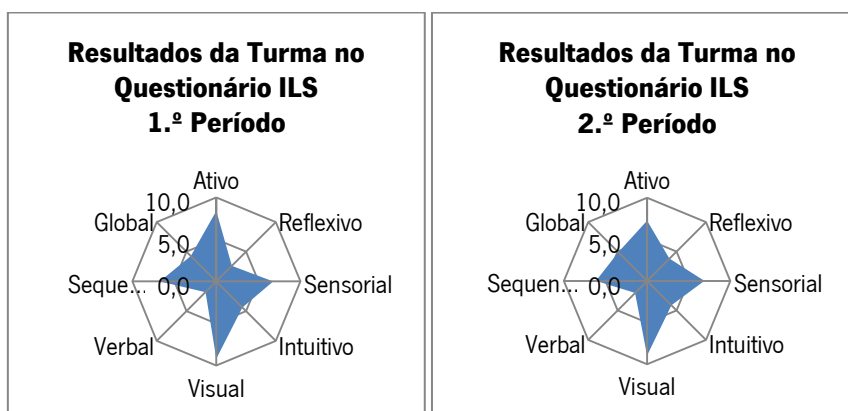 Resultados da Turma no
Questionário ILS
1.º Período
Ativo
10,0
Global
Reflexivo
5,0
Seque...
0,0
Sensorial
Verbal
Intuitivo
Visual
Resultados da Turma no
Questionário ILS
2.º Período
Ativo
10,0
Global
Reflexivo
5,0
Sequen...
0,0
Sensorial
Verbal
Intuitivo
Visual